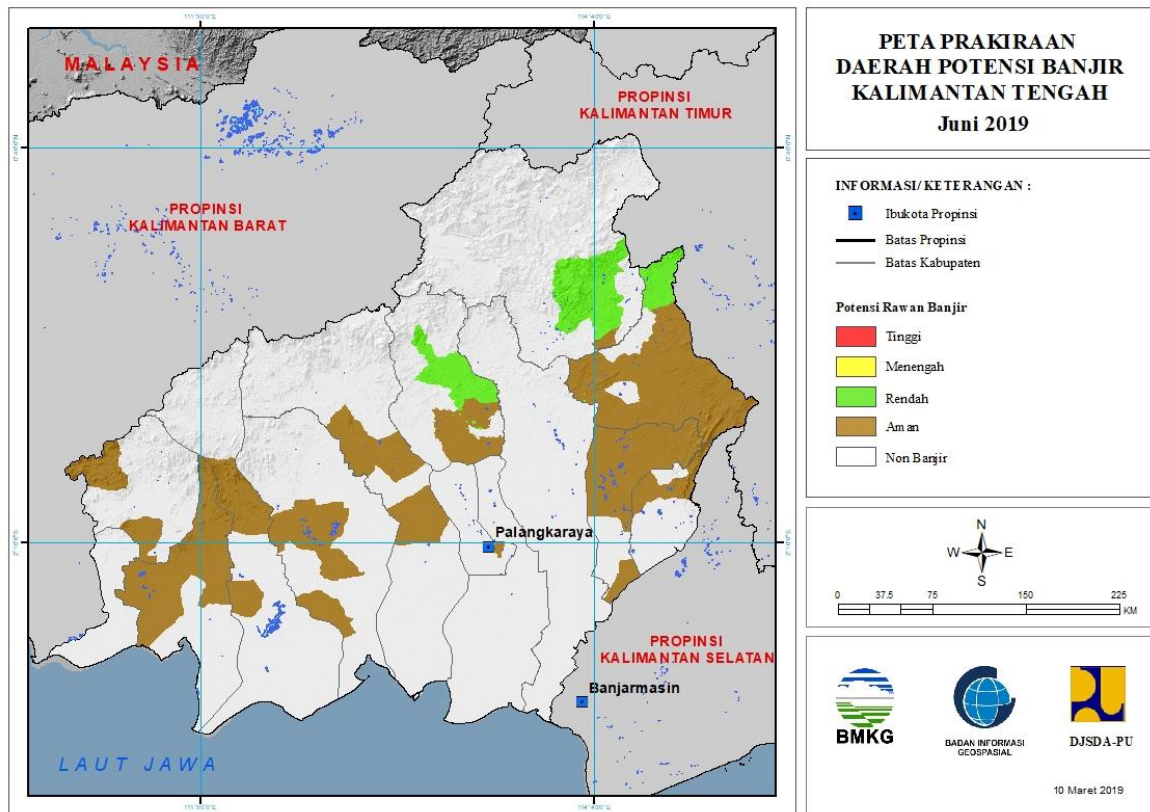 MALAYSIA
PROPINSI
KALIMANTAN TIMUR
PROPINSI
KALIMANTAN BARAT
Palangkaraya
PROPINSI
KALIMANTAN SELATAN
Banjarmasin
LAUT JAWA
PETA PRAKIRAAN
DAERAH POTENSI BANJIR
KALIMANTAN TENGAH
Juni 2019
INFORMASI/ KETERANGAN :
Ibukota Propinsi
Batas Propinsi
Batas Kabupaten
Potensi Rawan Banjir
Tinggi
Menengah
Rendah
Aman
Non Banjir
N
W E
S
0 37.5 75 150 225
KM
BMKG
BADAN INFORMASI
GEOSPASIAL
DJSDA-PU
10 Maret 2019